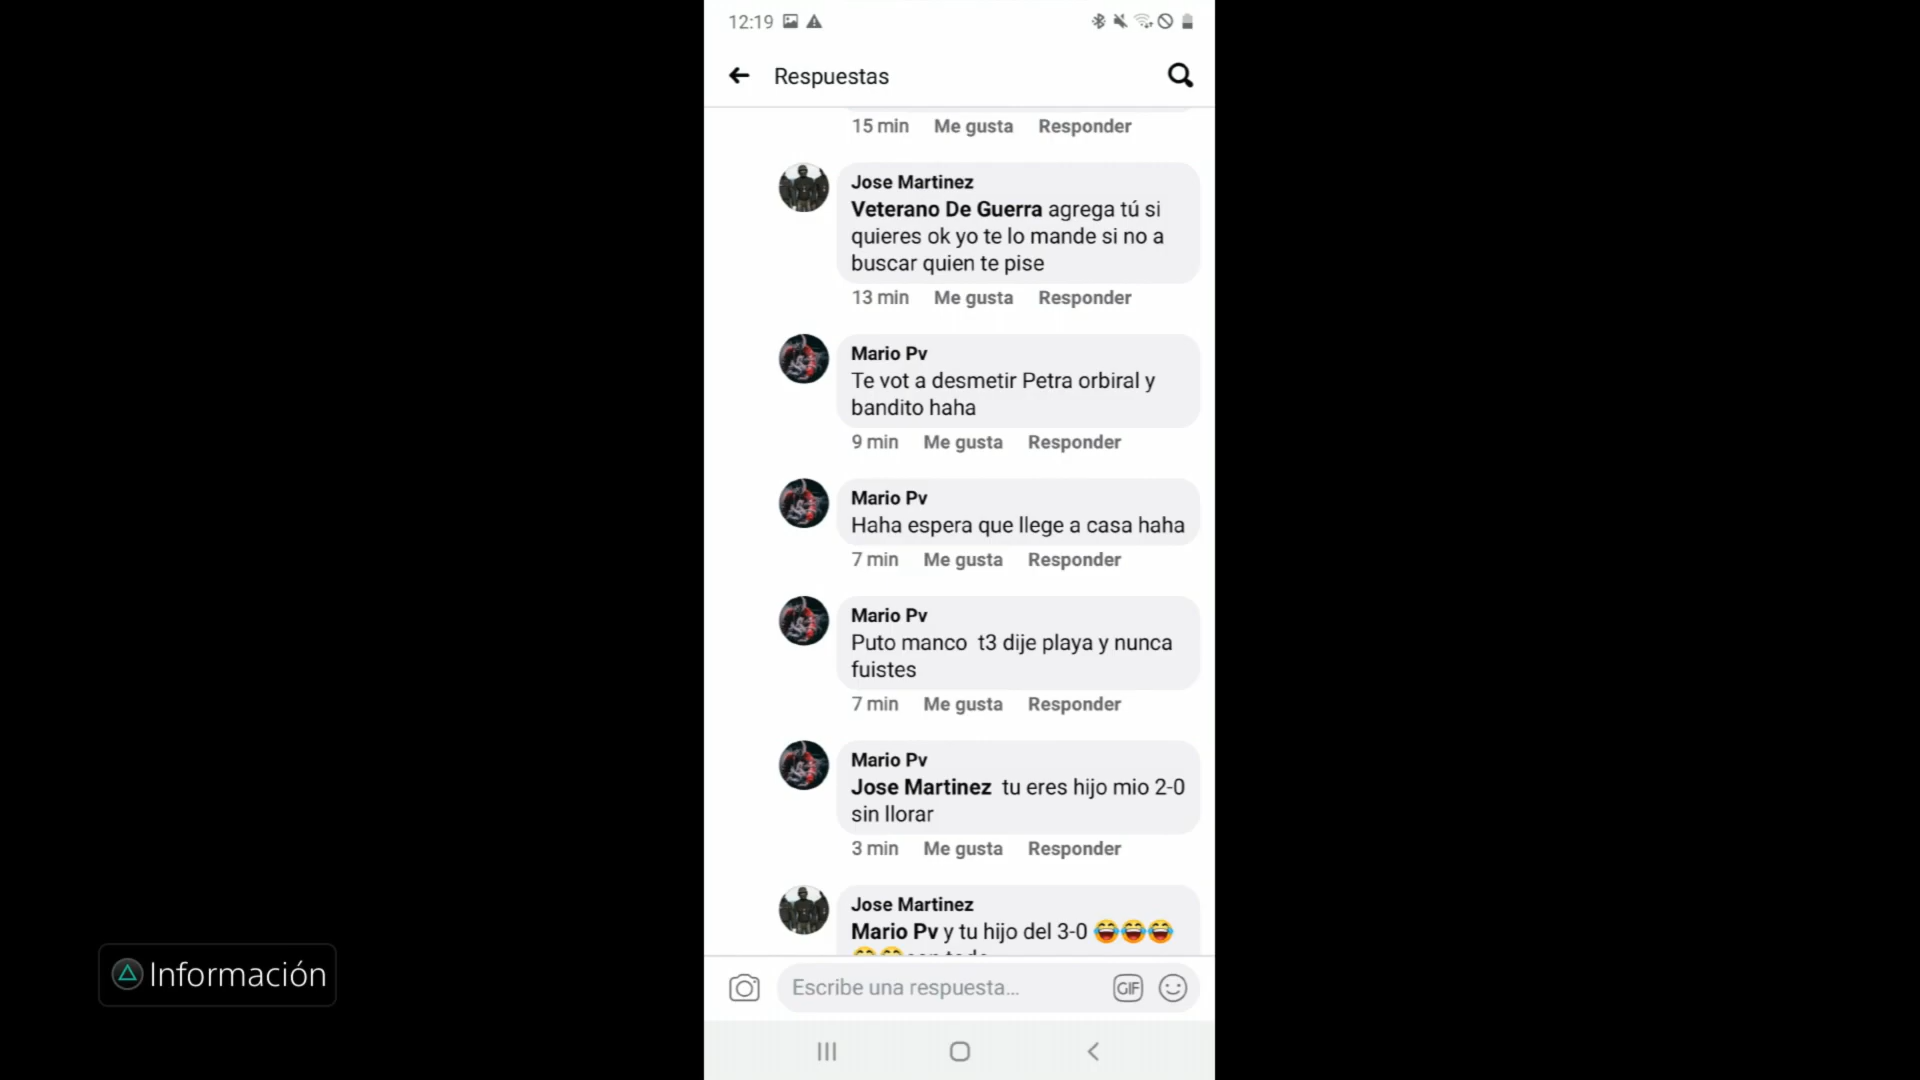 12:19
Respuestas
15 min Me gusta Responder
Jose Martinez
Veterano De Guerra agrega tú si
quieres ok yo te lo mande si no a
buscar quien te pise
13 min Me gusta Responder
Mario Pv
Te vot a desmetir Petra orbiral y
bandito haha
9 min Me gusta Responder
Mario Pv
Haha espera que llege a casa haha
7 min Me gusta Responder
Mario Pv
Puto manco t3 dije playa y nunca
fuistes
7 min Me gusta Responder
Mario Pv
Jose Martinez tu eres hijo mio 2-0
sin llorar
3 min Me gusta Responder
Jose Martinez
Mario Pv y tu hijo del 3-0 😂😂😂
Escribe una respuesta... GIF
Información